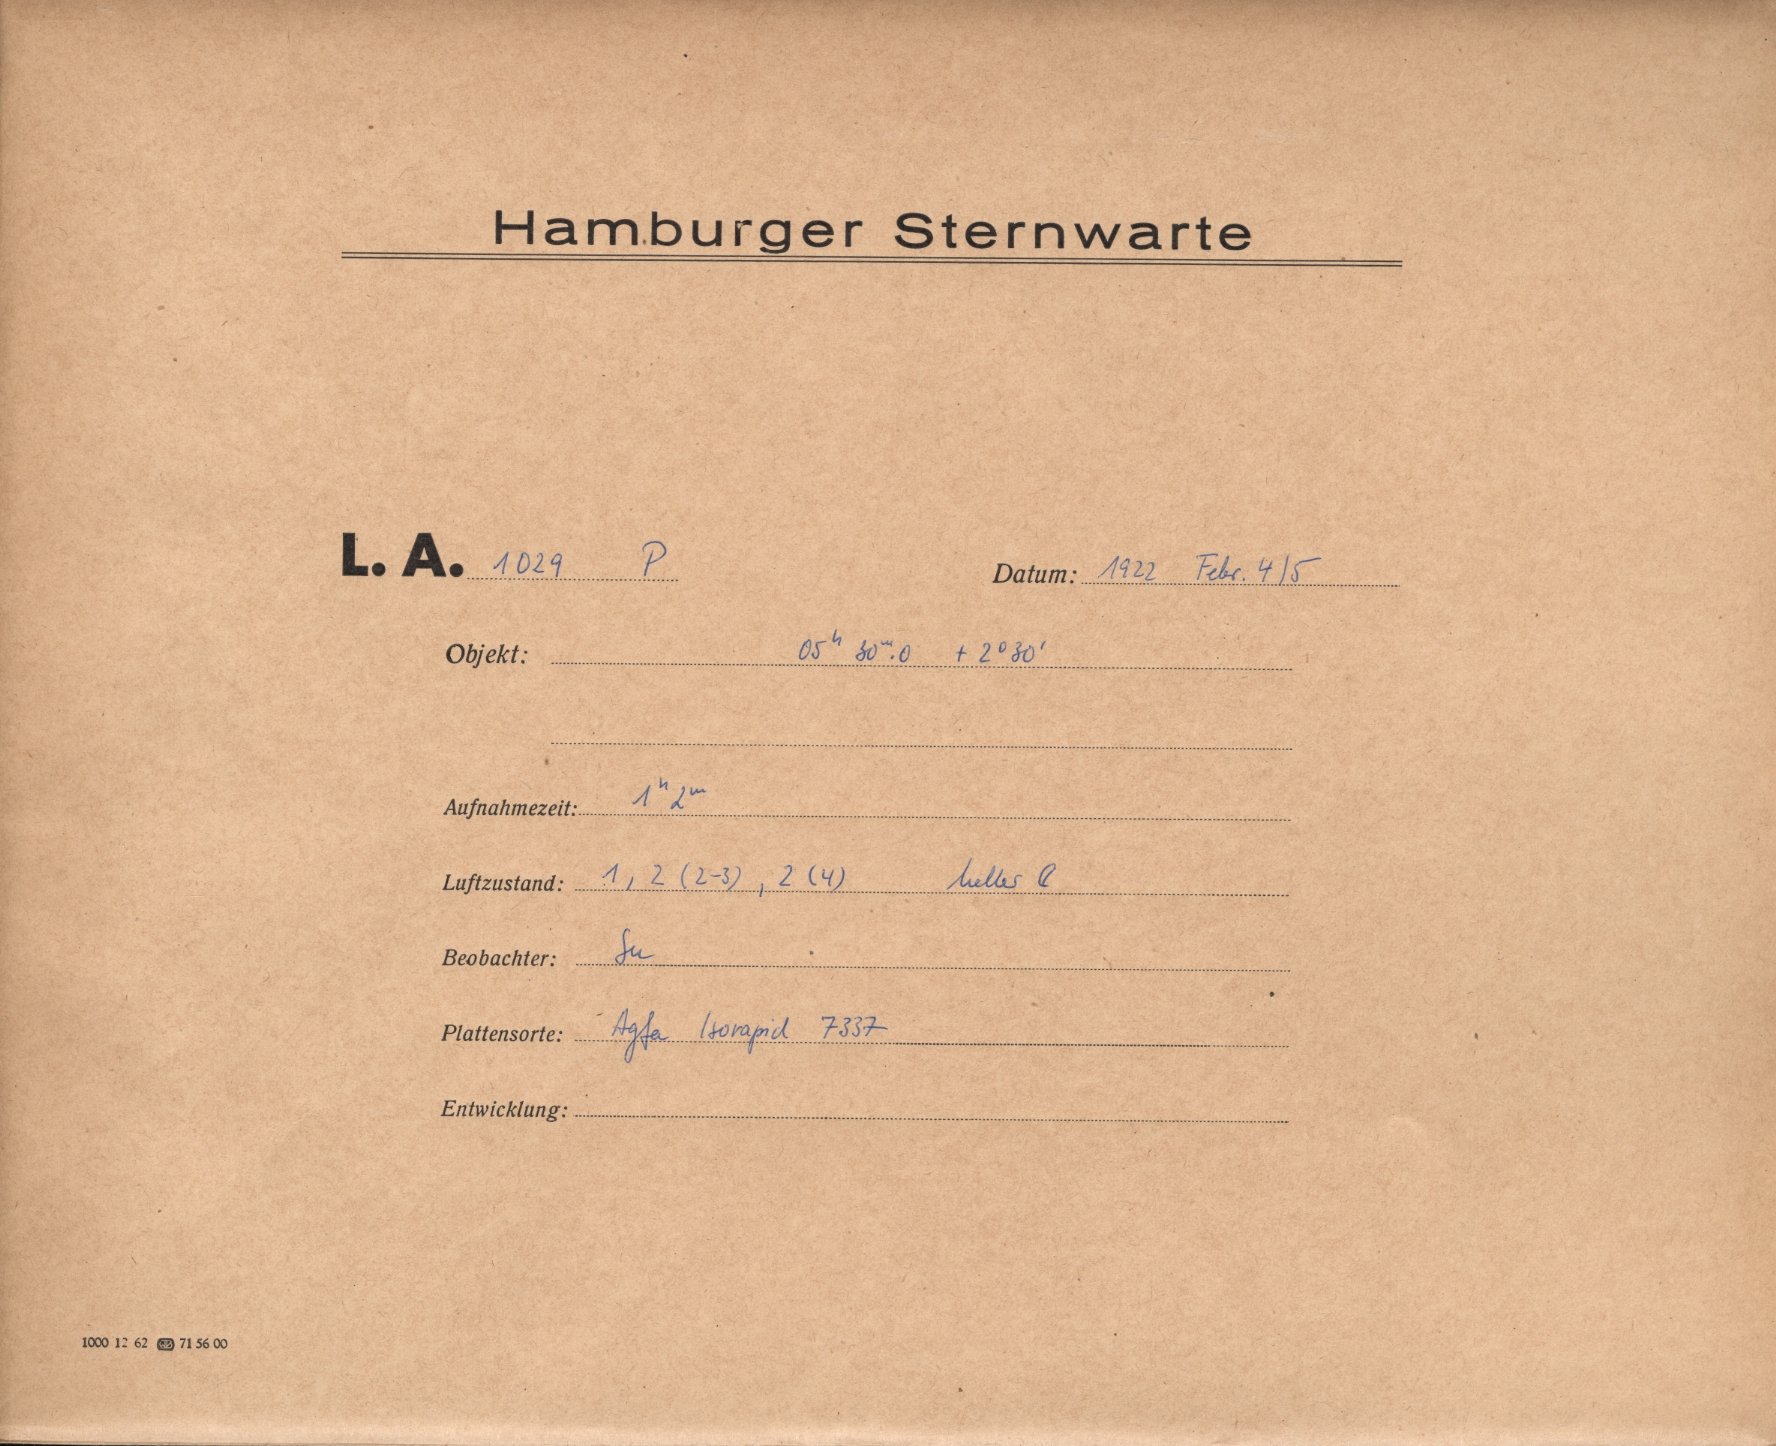 Hamburger Sternwarte
L. A. 1029 P Datum: 1922 Febr. 4/5
Objekt: 05ʰ 30ᵐ.0 + 2° 30'
Aufnahmezeit: 1ʰ 2ᵐ
Luftzustand: 1, 2 (2-3), 2 (4) heller ☾
Beobachter:
Plattensorte: Agfa Isorapid 7337
Entwicklung:
1000 12 62 71 56 00